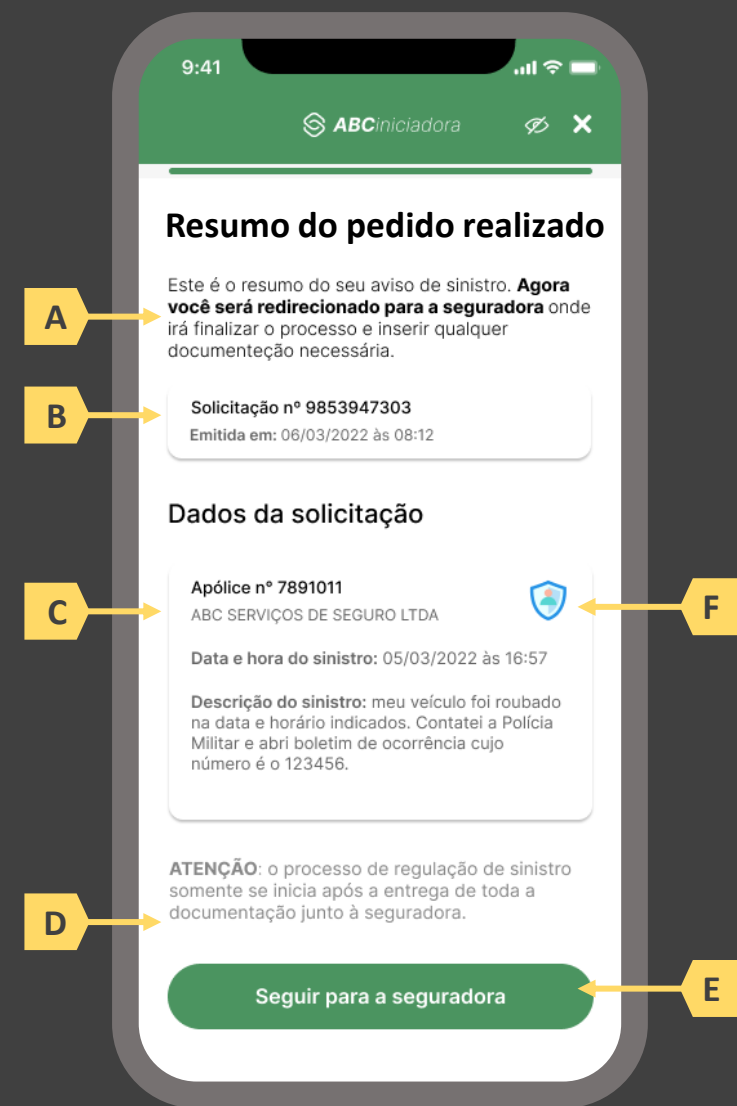 9:41
ABCiniciadora
Resumo do pedido realizado
Este é o resumo do seu aviso de sinistro. Agora
você será redirecionado para a seguradora onde
irá finalizar o processo e inserir qualquer
documenteção necessária.
A
Solicitação nº 9853947303
Emitida em: 06/03/2022 às 08:12
B
Dados da solicitação
Apólice n° 7891011
ABC SERVIÇOS DE SEGURO LTDA
C
F
Data e hora do sinistro: 05/03/2022 às 16:57
Descrição do sinistro: meu veículo foi roubado
na data e horário indicados. Contatei a Polícia
Militar e abri boletim de ocorrência cujo
número é o 123456.
ATENÇÃO: o processo de regulação de sinistro
somente se inicia após a entrega de toda a
documentação junto à seguradora.
D
Seguir para a seguradora
E